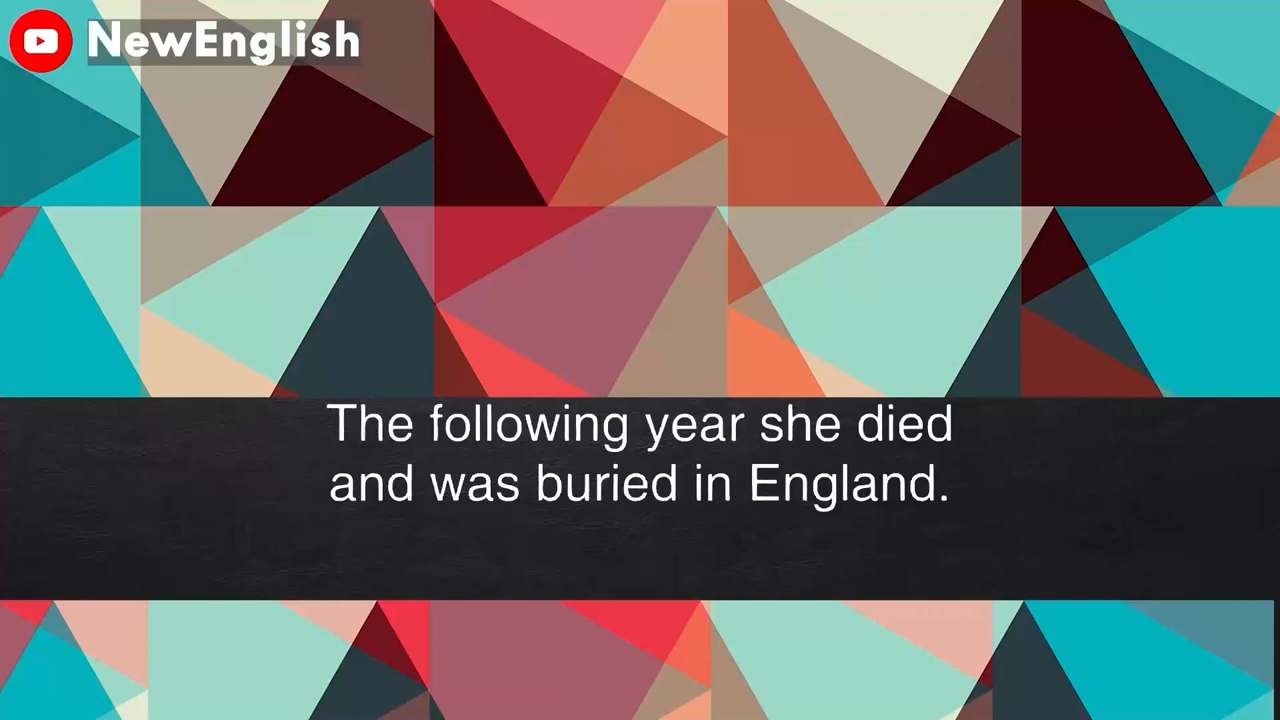 NewEnglish
The following year she died
and was buried in England.